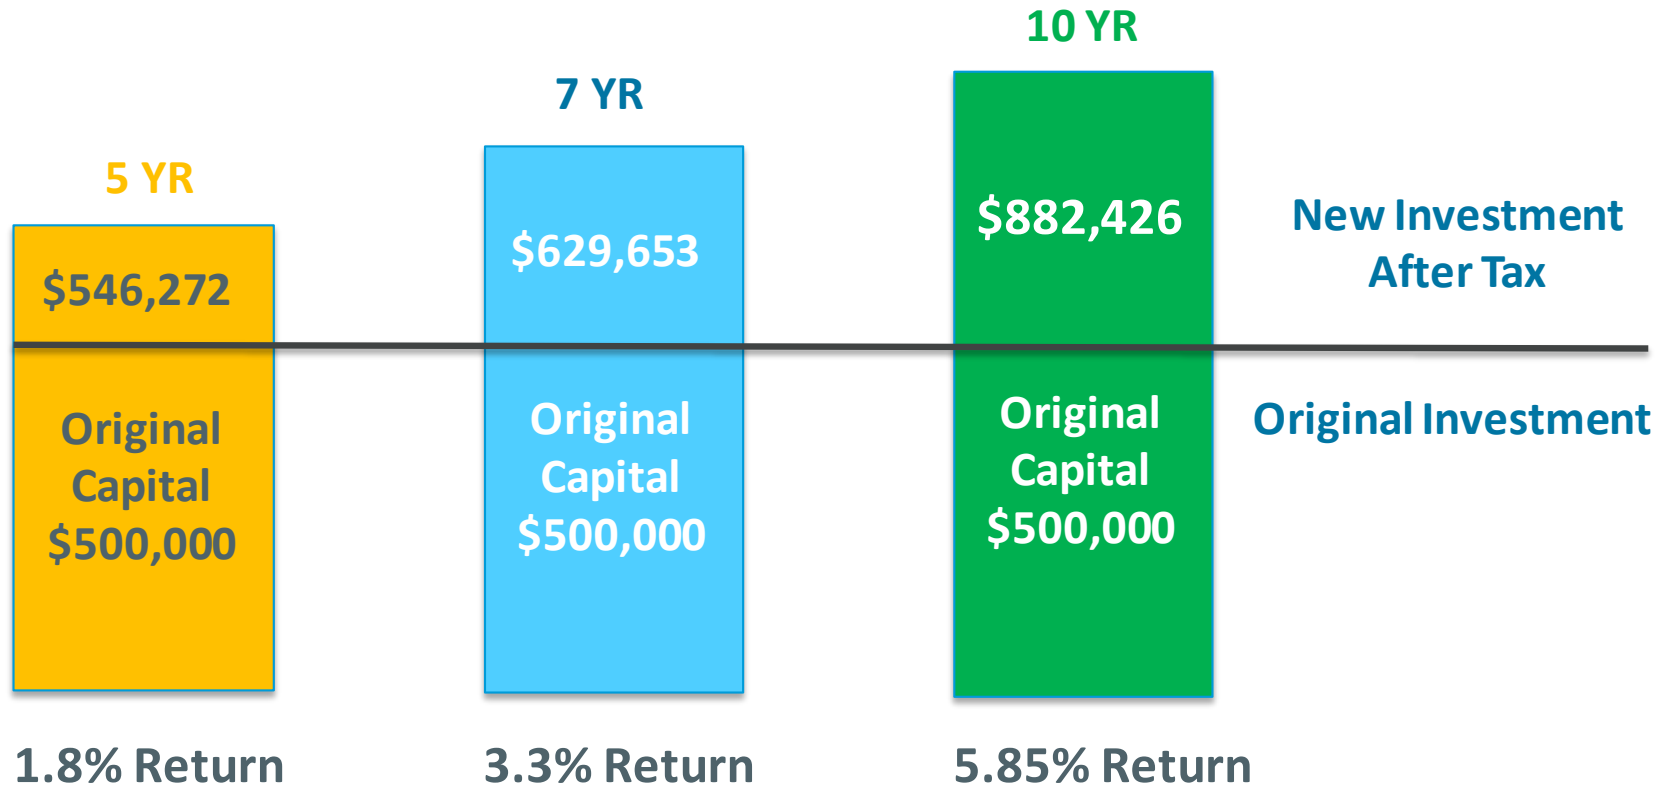 5 YR
$546,272
Original
Capital
$500,000
1.8% Return
7 YR
$629,653
Original
Capital
$500,000
3.3% Return
10 YR
$882,426
Original
Capital
$500,000
5.85% Return
New Investment
After Tax
Original Investment